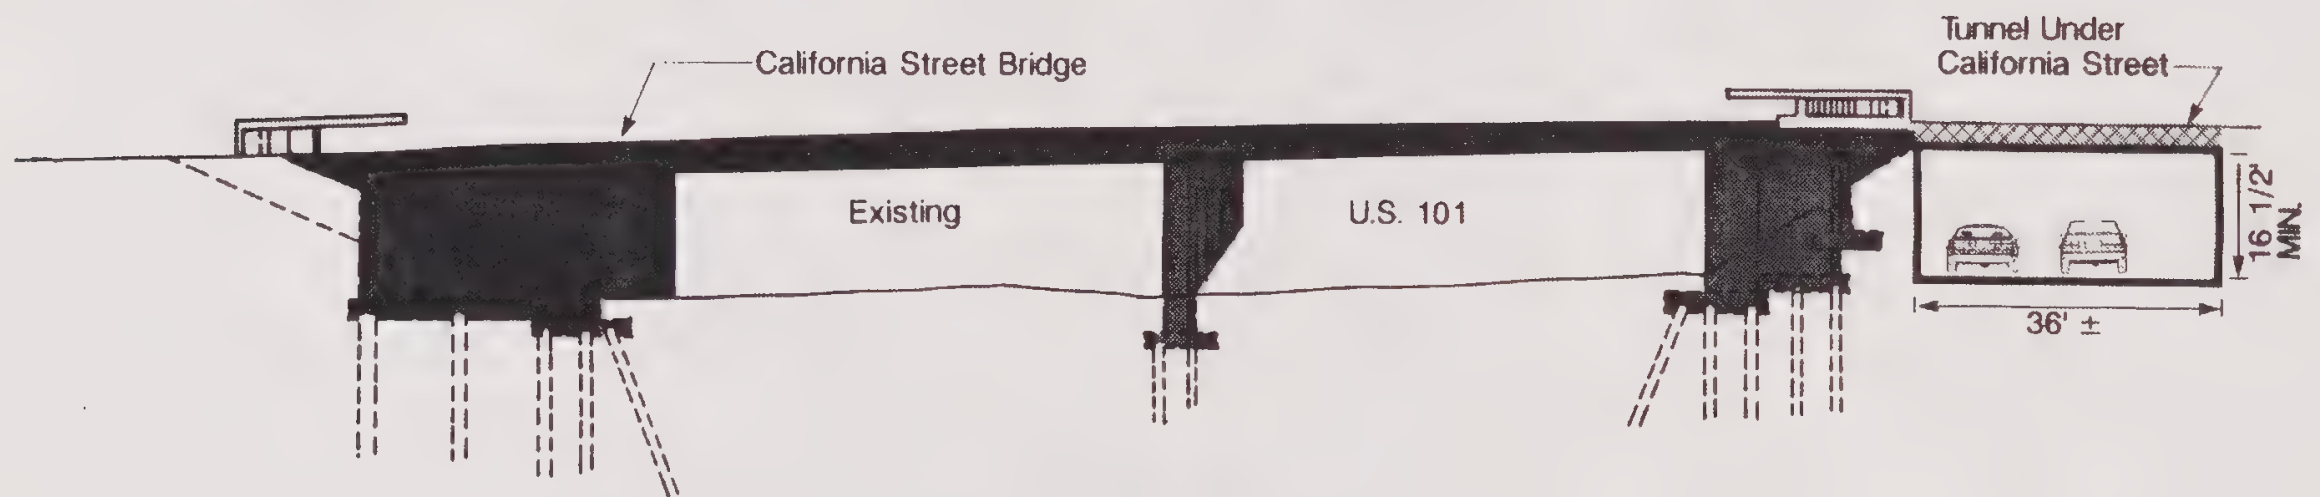 Tunnel Under
California Street
California Street Bridge
Existing
U.S. 101
16 1/2'
MIN.
36' ±